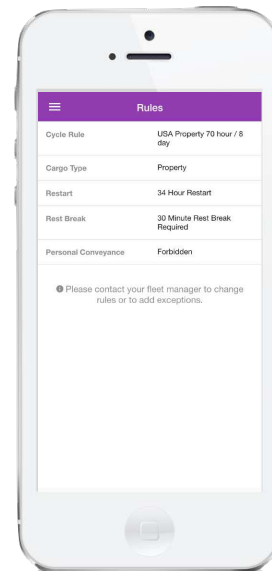 Rules
Cycle Rule
USA Property 70 hour / 8
day
Cargo Type
Property
Restart
34 Hour Restart
Rest Break
30 Minute Rest Break
Required
Personal Conveyance
Forbidden
Please contact your fleet manager to change
rules or to add exceptions.